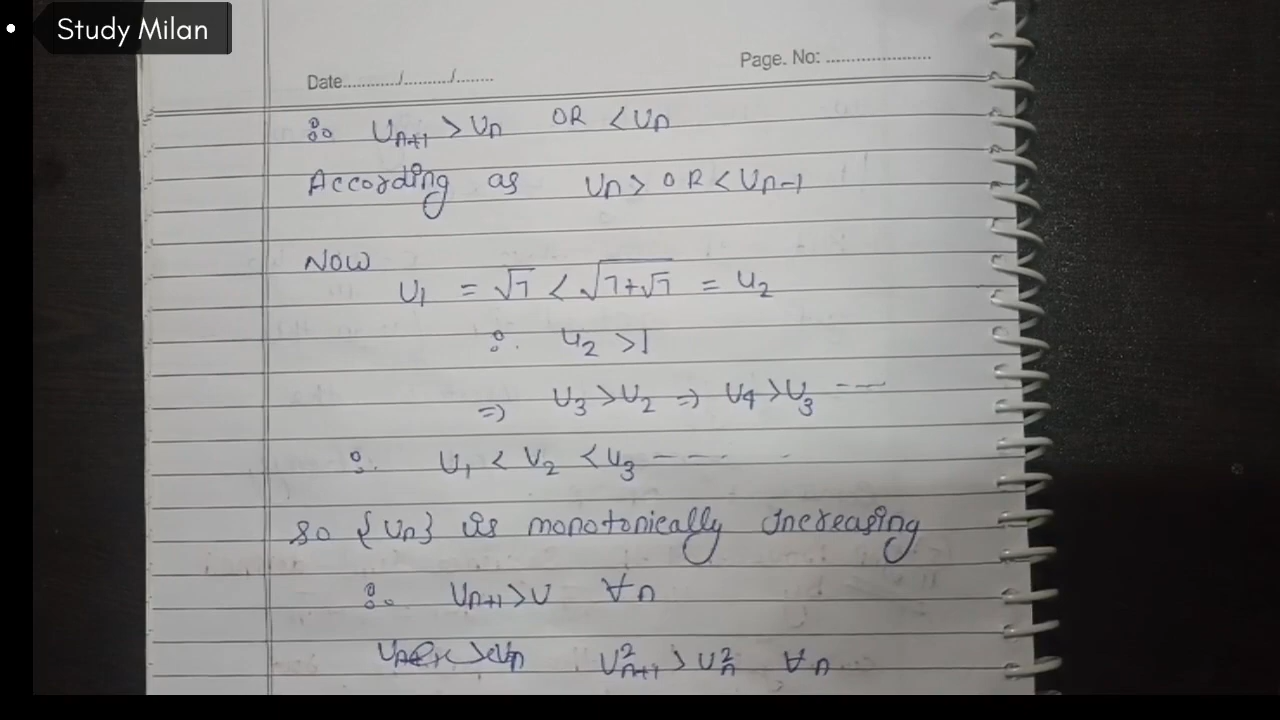 Study Milan
Date............/.........../........
Page. No: ......................
∴ Un+1 > Un OR < Un
According as Un > OR < Un-1
NOW
U1 = √7 < √7+√7 = U2
∴ U2 > 1
⇒ U3 > U2 ⇒ U4 > U3 ---
∴ U1 < U2 < U3 ----
So {Un} is monotonically increasing
∴ Un+1 > U ∀n
U²n+1 > U²n ∀n